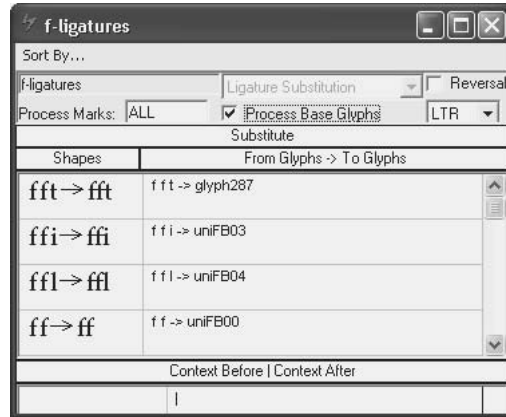 f-ligatures
Sort By...
f-ligatures Ligature Substitution Reversal
Process Marks: ALL Process Base Glyphs LTR
Substitute
Shapes From Glyphs -> To Glyphs
fft→fft f f t -> glyph287
ffi→ffi f f i -> uniFB03
ffl→ffl f f l -> uniFB04
ff→ff f f -> uniFB00
Context Before | Context After
|